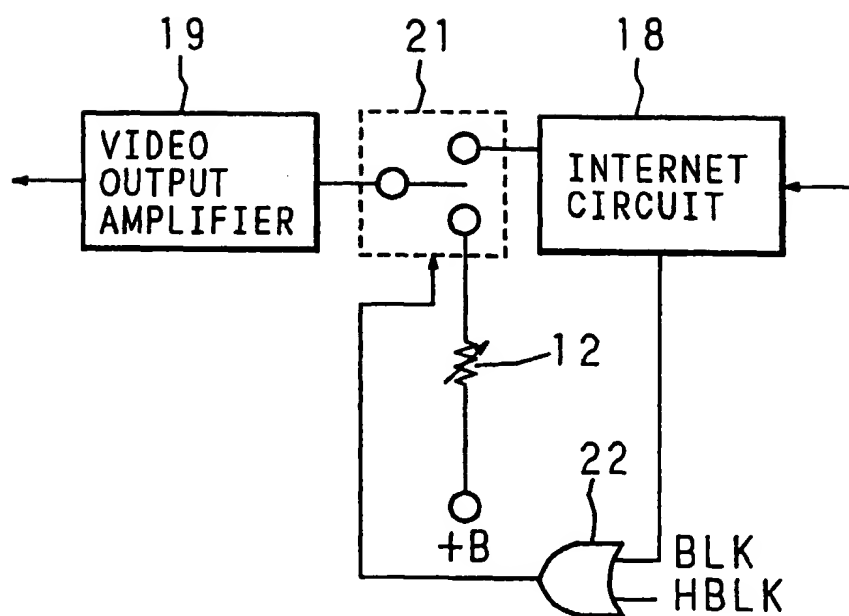 19
21
18
VIDEO
OUTPUT
AMPLIFIER
INTERNET
CIRCUIT
12
22
+B
BLK
HBLK